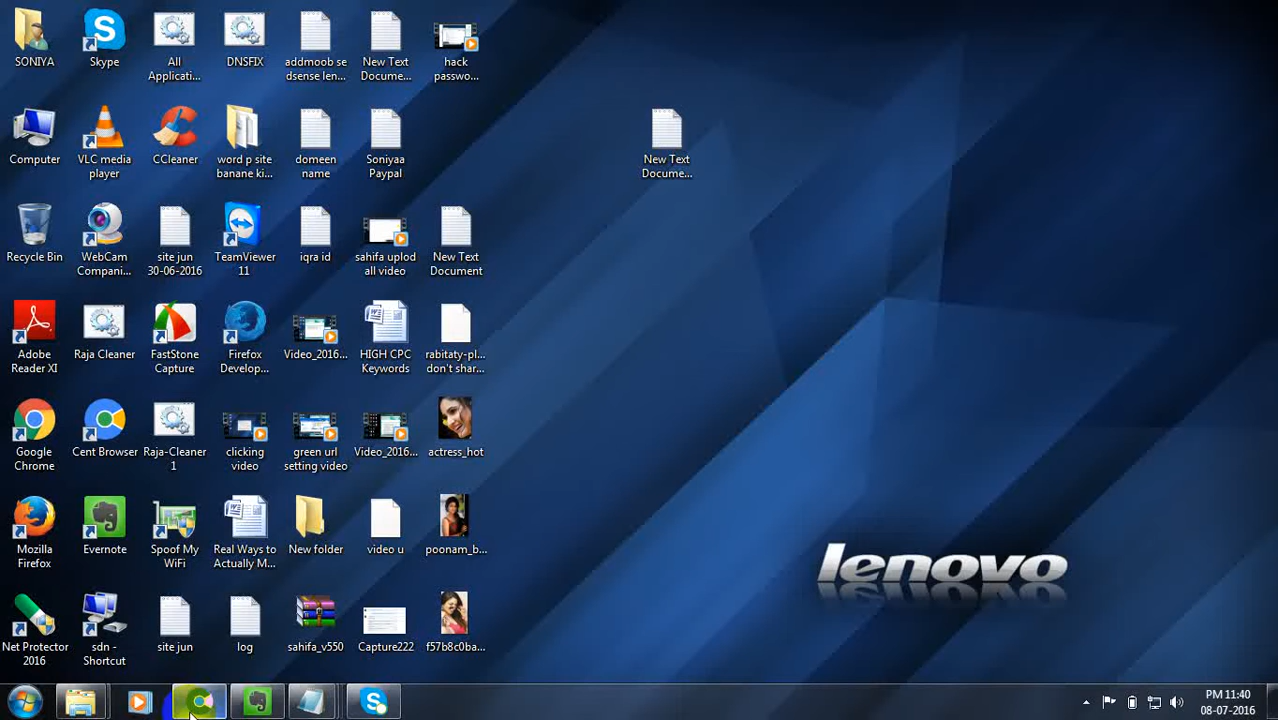 SONIYA
Skype
All
Applicati...
DNSFIX
addmoob se
dsense len...
New Text
Docume...
hack
passwo...
Computer
VLC media
player
CCleaner
word p site
banane ki...
domeen
name
Soniyaa
Paypal
New Text
Docume...
Recycle Bin
WebCam
Compani...
site jun
30-06-2016
TeamViewer
11
iqra id
sahifa uplod
all video
New Text
Document
Adobe
Reader XI
Raja Cleaner
FastStone
Capture
Firefox
Develop...
Video_2016...
HIGH CPC
Keywords
rabitaty-pl...
don't shar...
Google
Chrome
Cent Browser
Raja-Cleaner
1
clicking
video
green url
setting video
Video_2016...
actress_hot
Mozilla
Firefox
Evernote
Spoof My
WiFi
Real Ways to
Actually M...
New folder
video u
poonam_b...
lenovo
Net Protector
2016
sdn -
Shortcut
site jun
log
sahifa_v550
Capture222
f57b8c0ba...
PM 11:40
08-07-2016